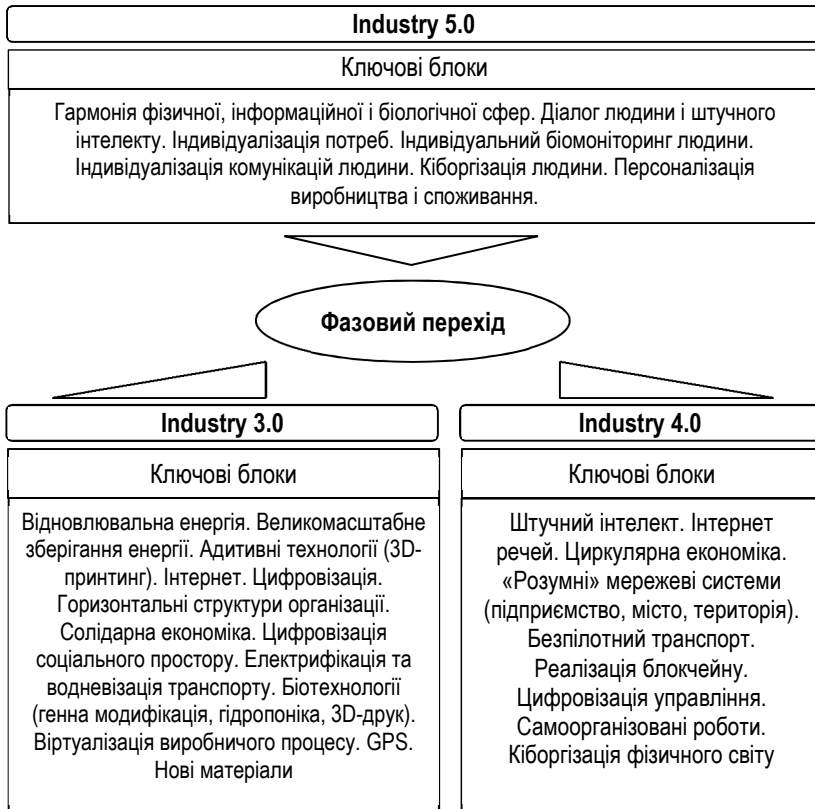 Industry 5.0
Ключові блоки
Гармонія фізичної, інформаційної і біологічної сфер. Діалог людини і штучного
інтелекту. Індивідуалізація потреб. Індивідуальний біомоніторинг людини.
Індивідуалізація комунікацій людини. Кіборгізація людини. Персоналізація
виробництва і споживання.
Фазовий перехід
Industry 3.0
Ключові блоки
Відновлювальна енергія. Великомасштабне
зберігання енергії. Адитивні технології (3D-
принтинг). Інтернет. Цифровізація.
Горизонтальні структури організації.
Солідарна економіка. Цифровізація
соціального простору. Електрифікація та
водневізація транспорту. Біотехнології
(генна модифікація, гідропоніка, 3D-друк).
Віртуалізація виробничого процесу. GPS.
Нові матеріали
Industry 4.0
Ключові блоки
Штучний інтелект. Інтернет
речей. Циркулярна економіка.
«Розумні» мережеві системи
(підприємство, місто, територія).
Безпілотний транспорт.
Реалізація блокчейну.
Цифровізація управління.
Самоорганізовані роботи.
Кіборгізація фізичного світу